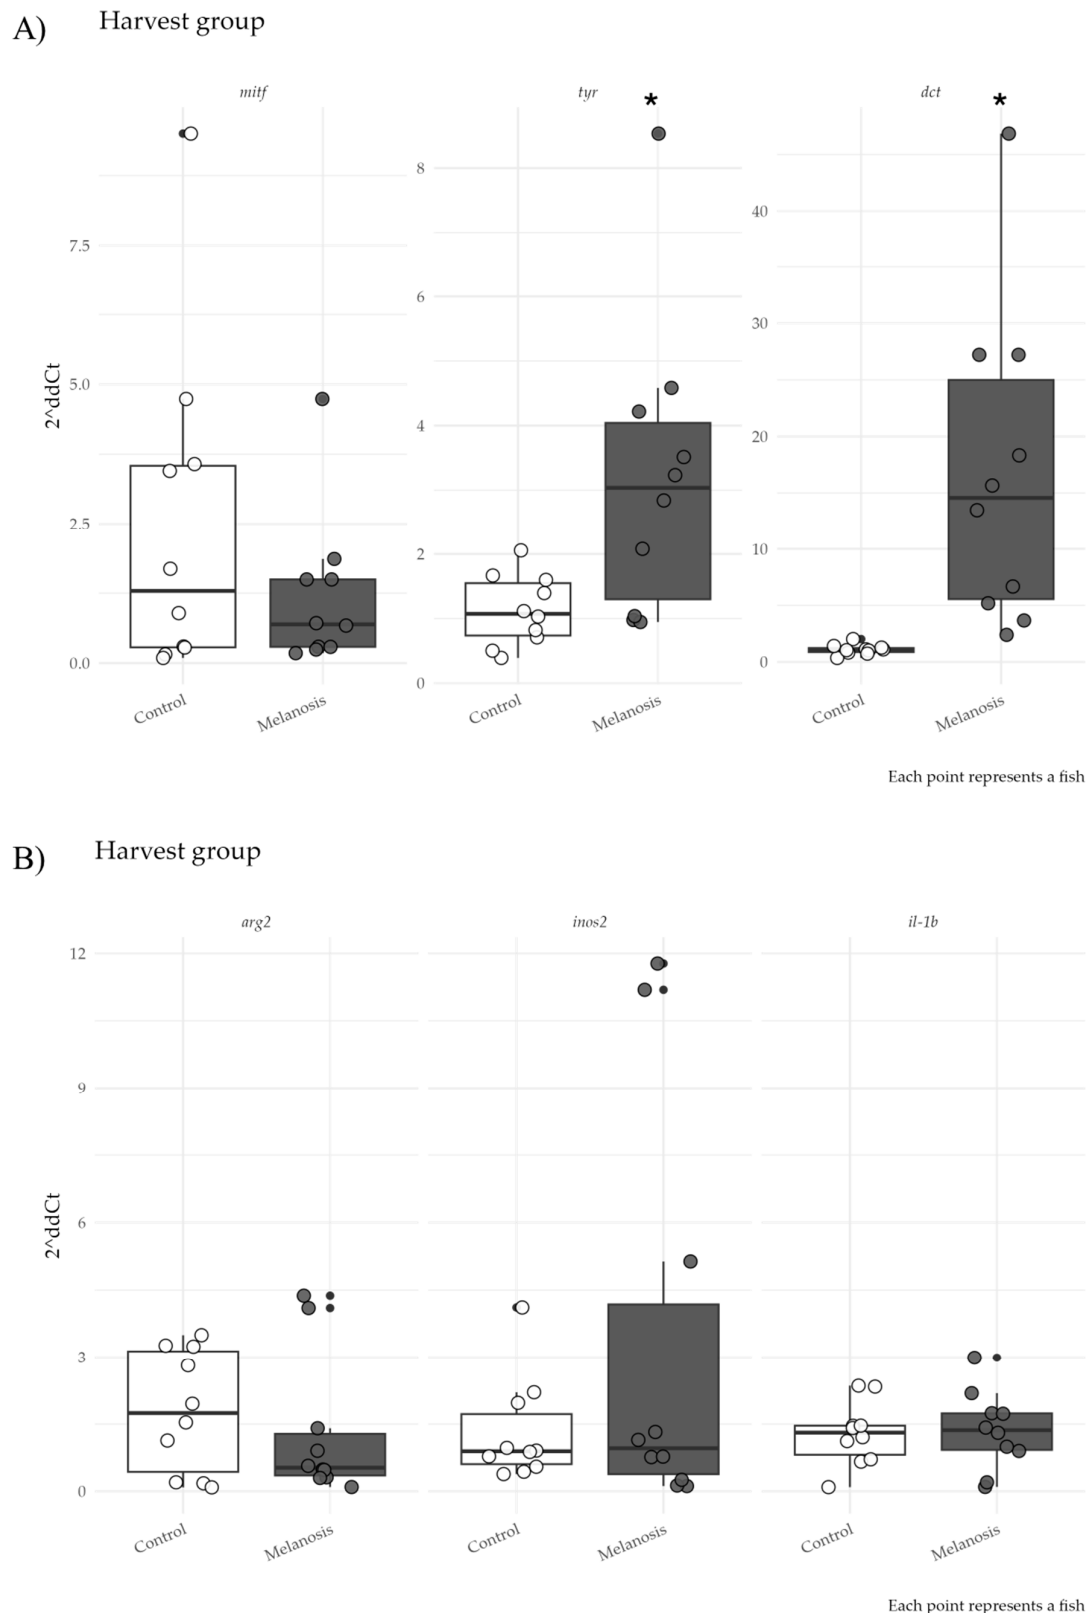 A) Harvest group
mitf tyr dct
* *
7.5
5.0
2.5
0.0
8
6
4
2
0
40
30
20
10
0
2^ddCt
Control Melanosis Control Melanosis Control Melanosis
Each point represents a fish
B) Harvest group
arg2 inos2 il-1b
12
9
6
3
0
2^ddCt
Control Melanosis Control Melanosis Control Melanosis
Each point represents a fish